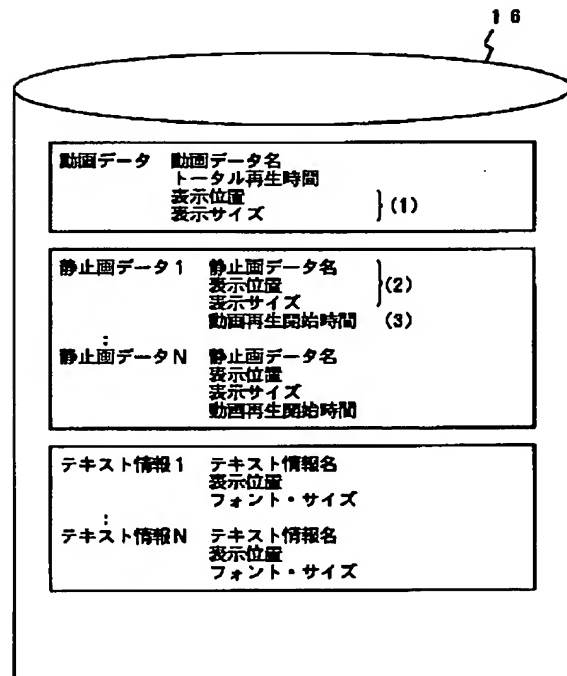 16
動画データ 動画データ名
トータル再生時間
表示位置
表示サイズ }(1)
静止画データ1 静止画データ名
表示位置 }(2)
表示サイズ
動画再生開始時間 (3)
:
静止画データN 静止画データ名
表示位置
表示サイズ
動画再生開始時間
テキスト情報1 テキスト情報名
表示位置
フォント・サイズ
:
テキスト情報N テキスト情報名
表示位置
フォント・サイズ